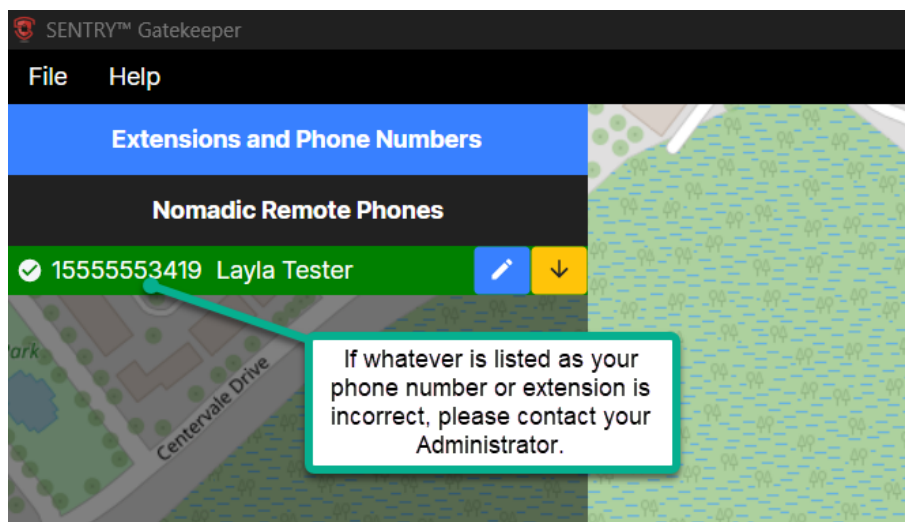 SENTRY™ Gatekeeper
File Help
Extensions and Phone Numbers
Nomadic Remote Phones
15555553419 Layla Tester
ark
Centervale Drive
If whatever is listed as your
phone number or extension is
incorrect, please contact your
Administrator.